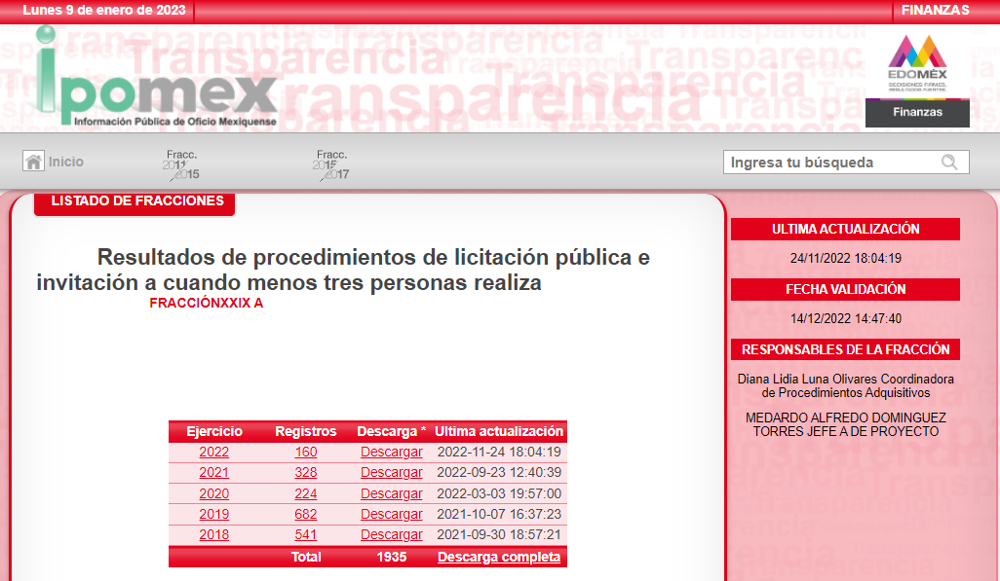 Lunes 9 de enero de 2023
FINANZAS
ipomex
Información Pública de Oficio Mexiquense
Transparencia
EDOMÉX
DECISIONES FIRMES, RESULTADOS FUERTES.
Finanzas
Inicio
Fracc.
2011/2015
Fracc.
2015/2017
Ingresa tu búsqueda
LISTADO DE FRACCIONES
Resultados de procedimientos de licitación pública e
invitación a cuando menos tres personas realiza
FRACCIÓNXXIX A
Ejercicio Registros Descarga * Ultima actualización
2022 160 Descargar 2022-11-24 18:04:19
2021 328 Descargar 2022-09-23 12:40:39
2020 224 Descargar 2022-03-03 19:57:00
2019 682 Descargar 2021-10-07 16:37:23
2018 541 Descargar 2021-09-30 18:57:21
Total 1935 Descarga completa
ULTIMA ACTUALIZACIÓN
24/11/2022 18:04:19
FECHA VALIDACIÓN
14/12/2022 14:47:40
RESPONSABLES DE LA FRACCIÓN
Diana Lidia Luna Olivares Coordinadora
de Procedimientos Adquisitivos
MEDARDO ALFREDO DOMINGUEZ
TORRES JEFE A DE PROYECTO